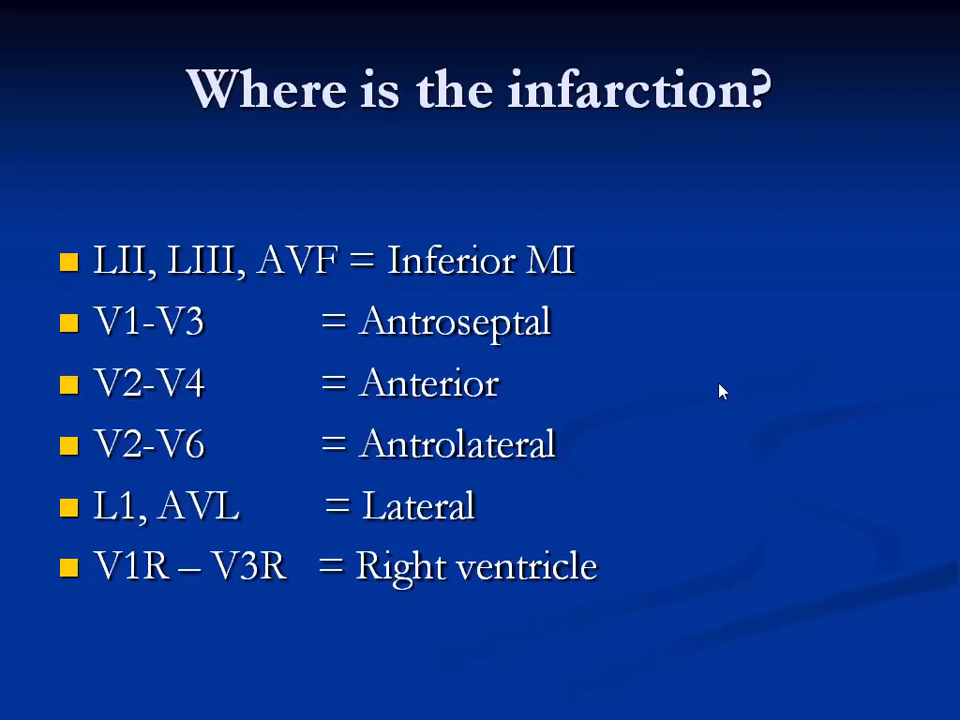 Where is the infarction?
LII, LIII, AVF = Inferior MI
V1-V3 = Antroseptal
V2-V4 = Anterior
V2-V6 = Antrolateral
L1, AVL = Lateral
V1R – V3R = Right ventricle